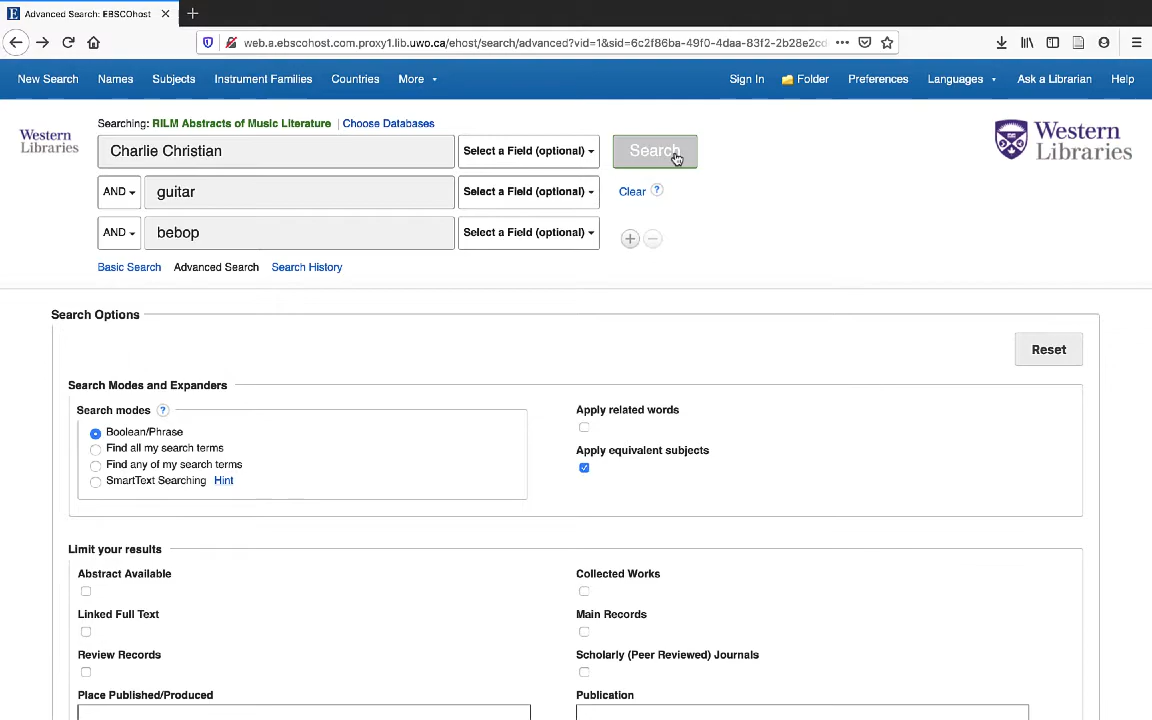 Advanced Search: EBSCOhost
web.a.ebscohost.com.proxy1.lib.uwo.ca/ehost/search/advanced?vid=1&sid=6c2f86ba-49f0-4daa-83f2-2b28e2cd
New Search Names Subjects Instrument Families Countries More Sign In Folder Preferences Languages Ask a Librarian Help
Western Libraries
Searching: RILM Abstracts of Music Literature | Choose Databases
Charlie Christian Select a Field (optional) Search
AND guitar Select a Field (optional) Clear ?
AND bebop Select a Field (optional)
Basic Search Advanced Search Search History
Western Libraries
Search Options
Reset
Search Modes and Expanders
Search modes ?
Boolean/Phrase
Find all my search terms
Find any of my search terms
SmartText Searching Hint
Apply related words
Apply equivalent subjects
Limit your results
Abstract Available
Collected Works
Linked Full Text
Main Records
Review Records
Scholarly (Peer Reviewed) Journals
Place Published/Produced
Publication